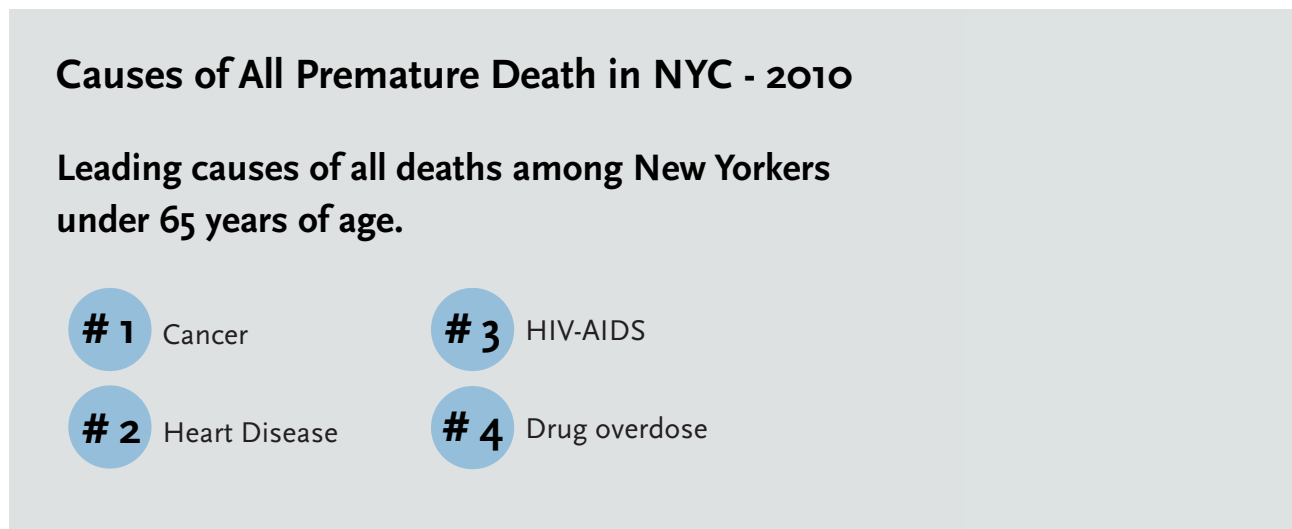 Causes of All Premature Death in NYC - 2010
Leading causes of all deaths among New Yorkers
under 65 years of age.
# 1 Cancer
# 2 Heart Disease
# 3 HIV-AIDS
# 4 Drug overdose